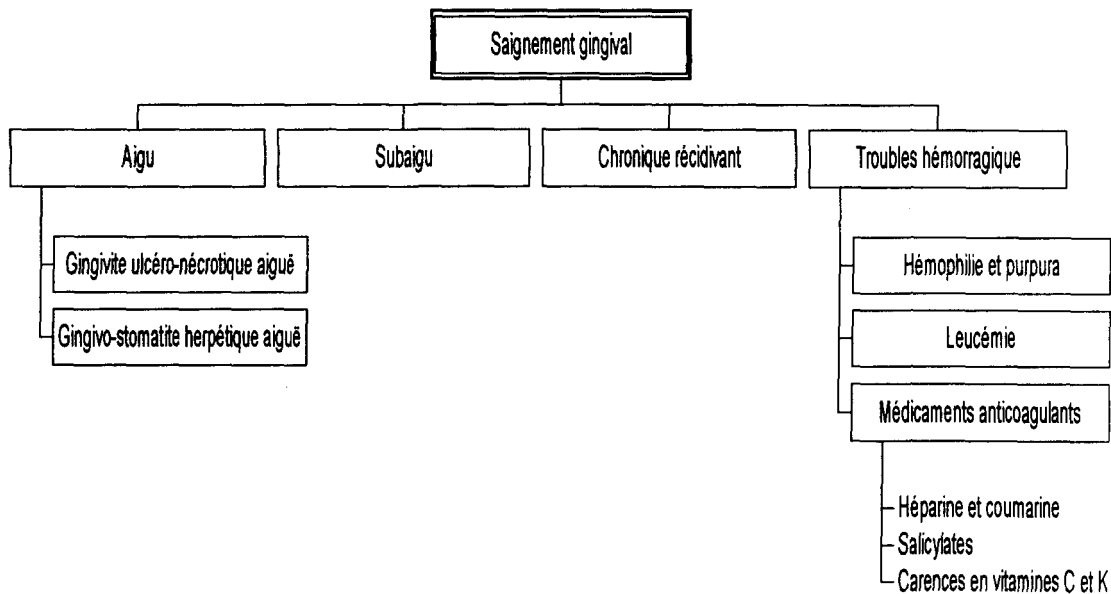 Saignement gingival
Aigu
Subaigu
Chronique récidivant
Troubles hémorragique
Gingivite ulcéro-nécrotique aiguë
Gingivo-stomatite herpétique aiguë
Hémophilie et purpura
Leucémie
Médicaments anticoagulants
Héparine et coumarine
Salicylates
Carences en vitamines C et K